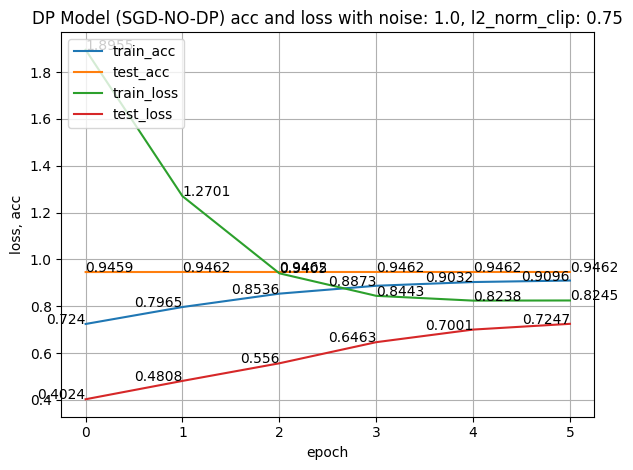 DP Model (SGD-NO-DP) acc and loss with noise: 1.0, l2_norm_clip: 0.75
train_acc
test_acc
train_loss
test_loss
1.8955
1.2701
0.9459 0.9462 0.9462 0.9462 0.9462 0.9462
0.724 0.7965 0.8536 0.8873 0.9032 0.9096
0.8443 0.8238 0.8245
0.4024 0.4808 0.556 0.6463 0.7001 0.7247
loss, acc
1.8
1.6
1.4
1.2
1.0
0.8
0.6
0.4
0 1 2 3 4 5
epoch